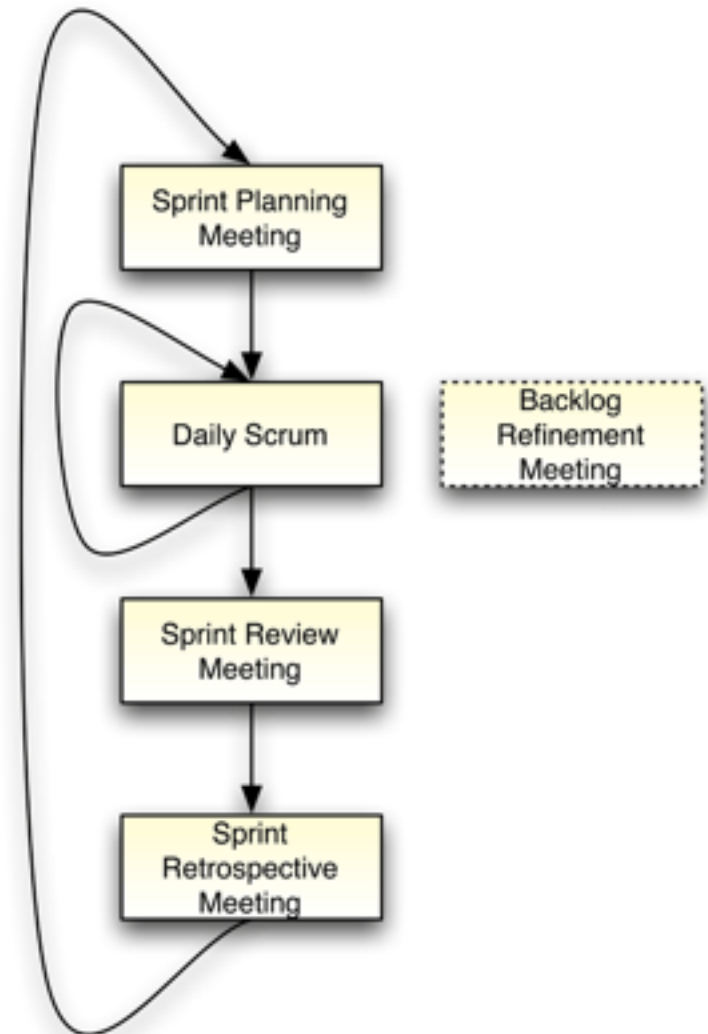 Sprint Planning
Meeting
Daily Scrum
Backlog
Refinement
Meeting
Sprint Review
Meeting
Sprint
Retrospective
Meeting